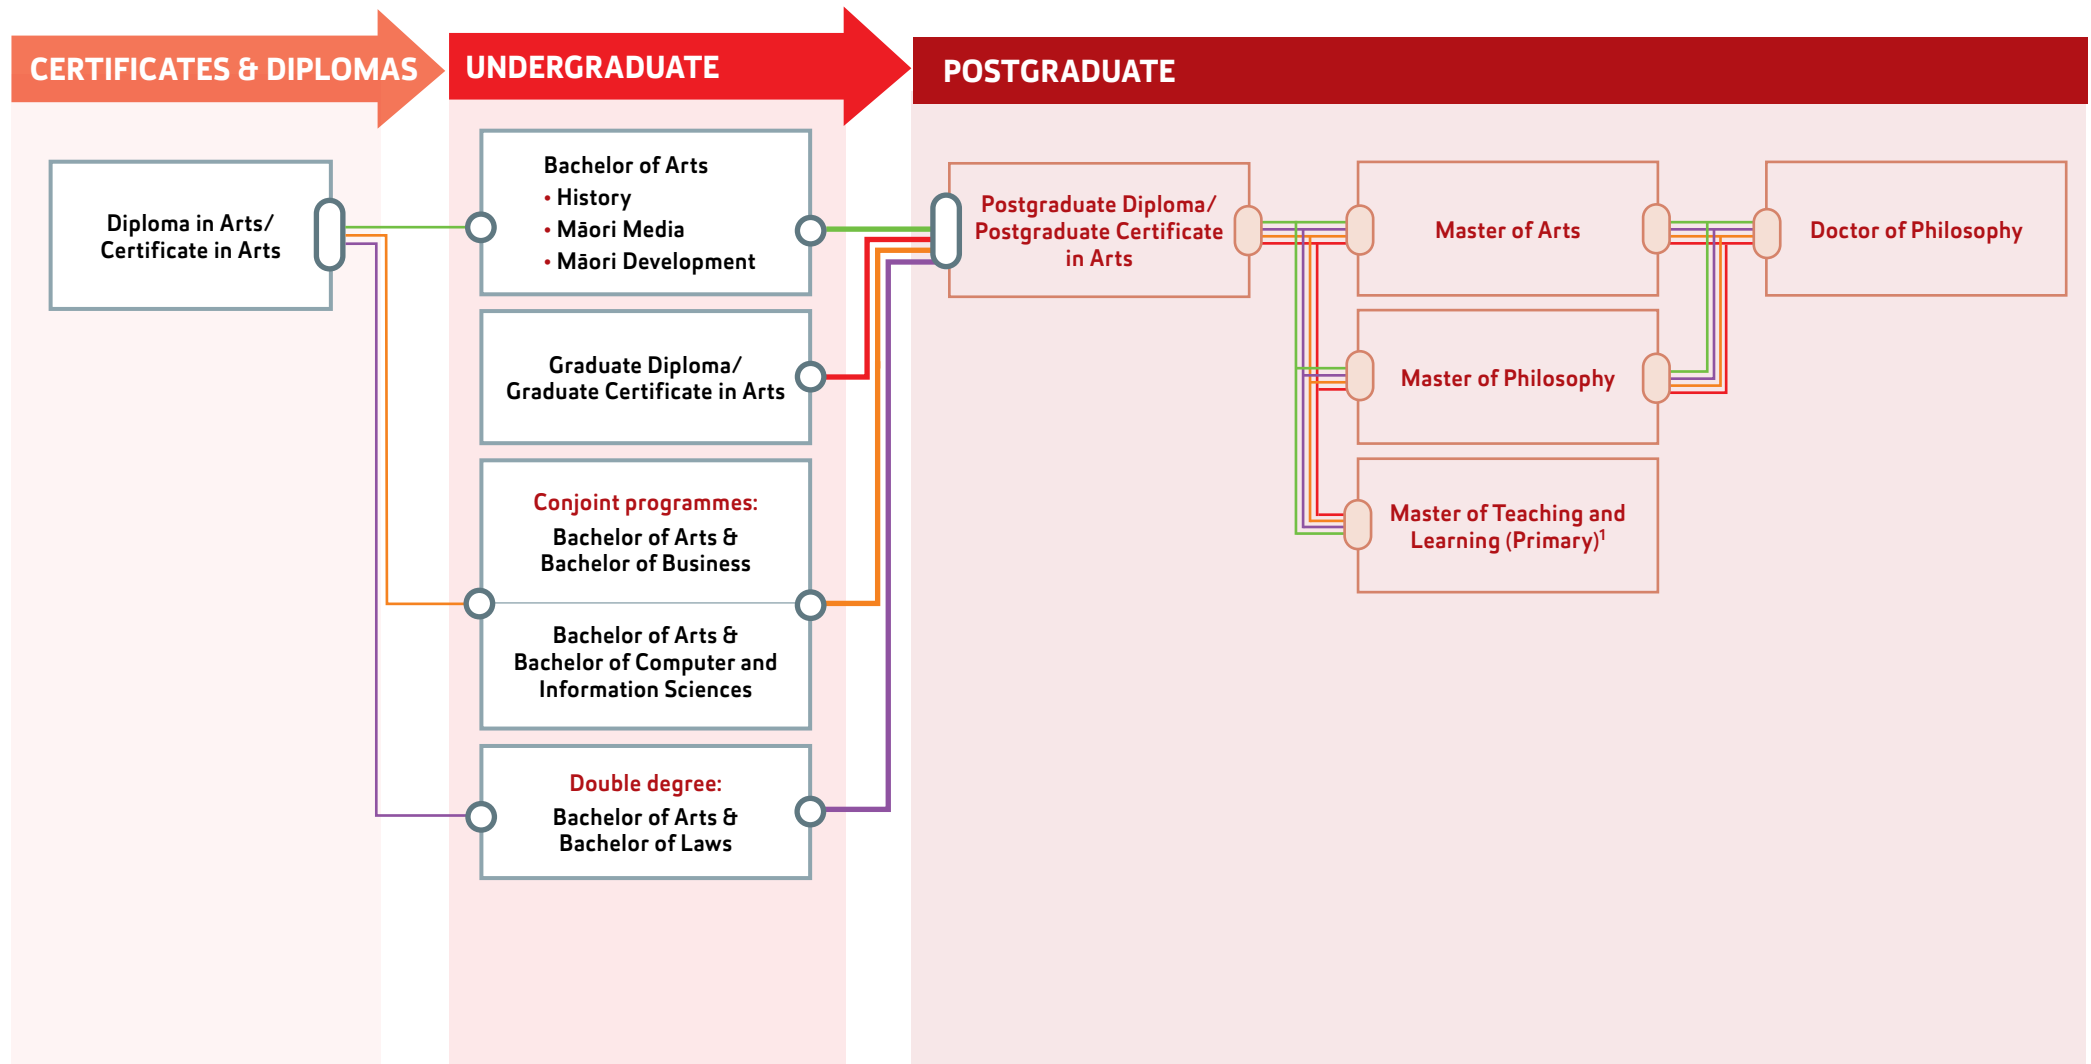 CERTIFICATES & DIPLOMAS
UNDERGRADUATE
POSTGRADUATE
Diploma in Arts/
Certificate in Arts
Bachelor of Arts
• History
• Māori Media
• Māori Development
Graduate Diploma/
Graduate Certificate in Arts
Conjoint programmes:
Bachelor of Arts &
Bachelor of Business
Bachelor of Arts &
Bachelor of Computer and
Information Sciences
Double degree:
Bachelor of Arts &
Bachelor of Laws
Postgraduate Diploma/
Postgraduate Certificate
in Arts
Master of Arts
Master of Philosophy
Master of Teaching and
Learning (Primary)¹
Doctor of Philosophy